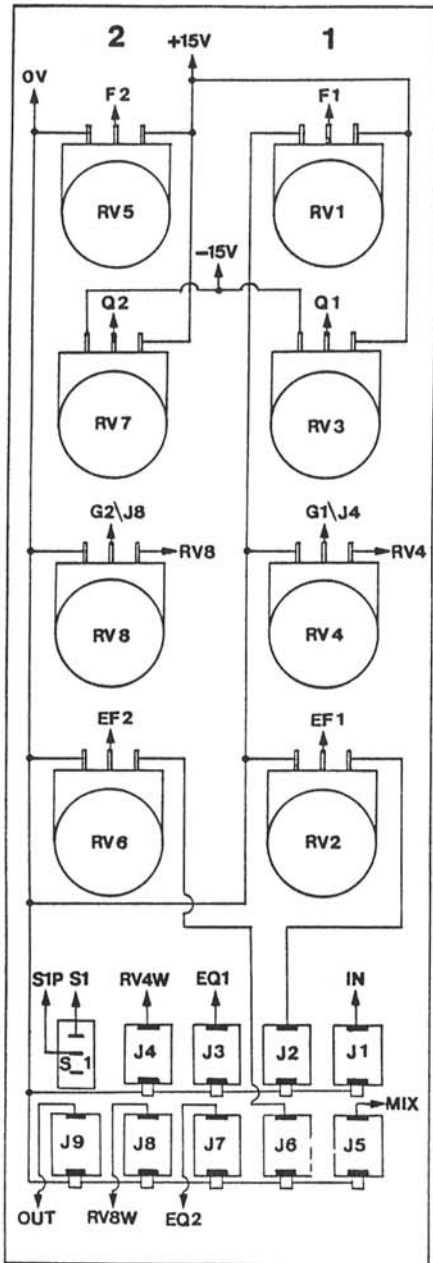 2 +15V 1
0V F2 F1
RV5 RV1
-15V
Q2 Q1
RV7 RV3
G2\J8 G1\J4
RV8 RV4
RV8 RV4
EF2 EF1
RV6 RV2
S1P S1 RV4W EQ1 IN
S 1 J4 J3 J2 J1
MIX
J9 J8 J7 J6 J5
OUT RV8W EQ2